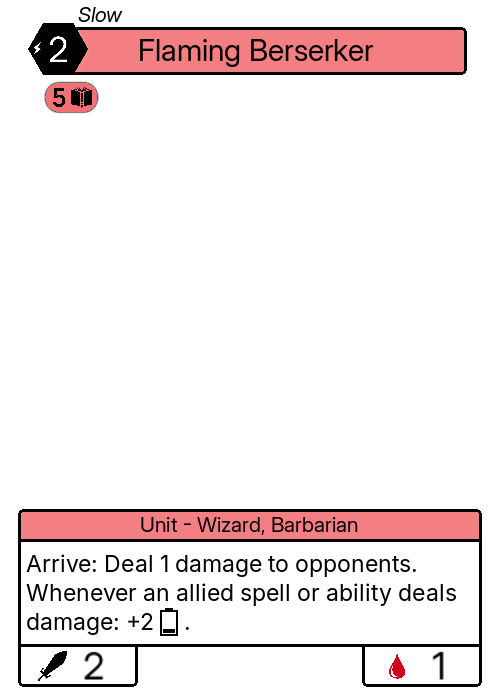 Slow
2
Flaming Berserker
5
Unit - Wizard, Barbarian
Arrive: Deal 1 damage to opponents.
Whenever an allied spell or ability deals
damage: +2 .
2
1